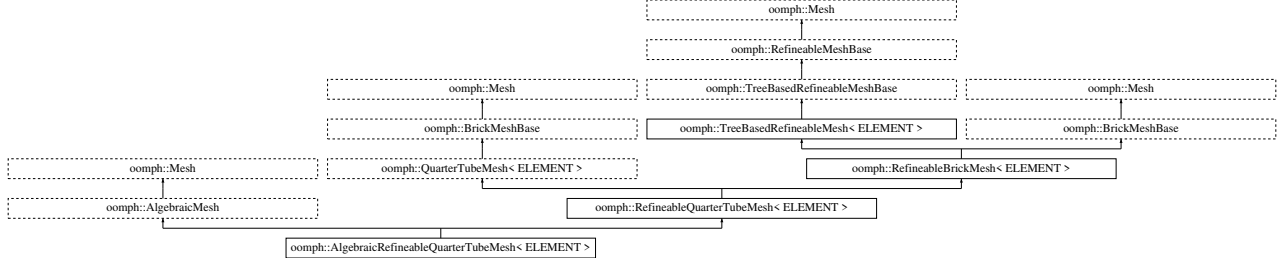 oomph::Mesh
oomph::RefineableMeshBase
oomph::Mesh
oomph::TreeBasedRefineableMeshBase
oomph::Mesh
oomph::BrickMeshBase
oomph::TreeBasedRefineableMesh< ELEMENT >
oomph::BrickMeshBase
oomph::Mesh
oomph::QuarterTubeMesh< ELEMENT >
oomph::RefineableBrickMesh< ELEMENT >
oomph::AlgebraicMesh
oomph::RefineableQuarterTubeMesh< ELEMENT >
oomph::AlgebraicRefineableQuarterTubeMesh< ELEMENT >